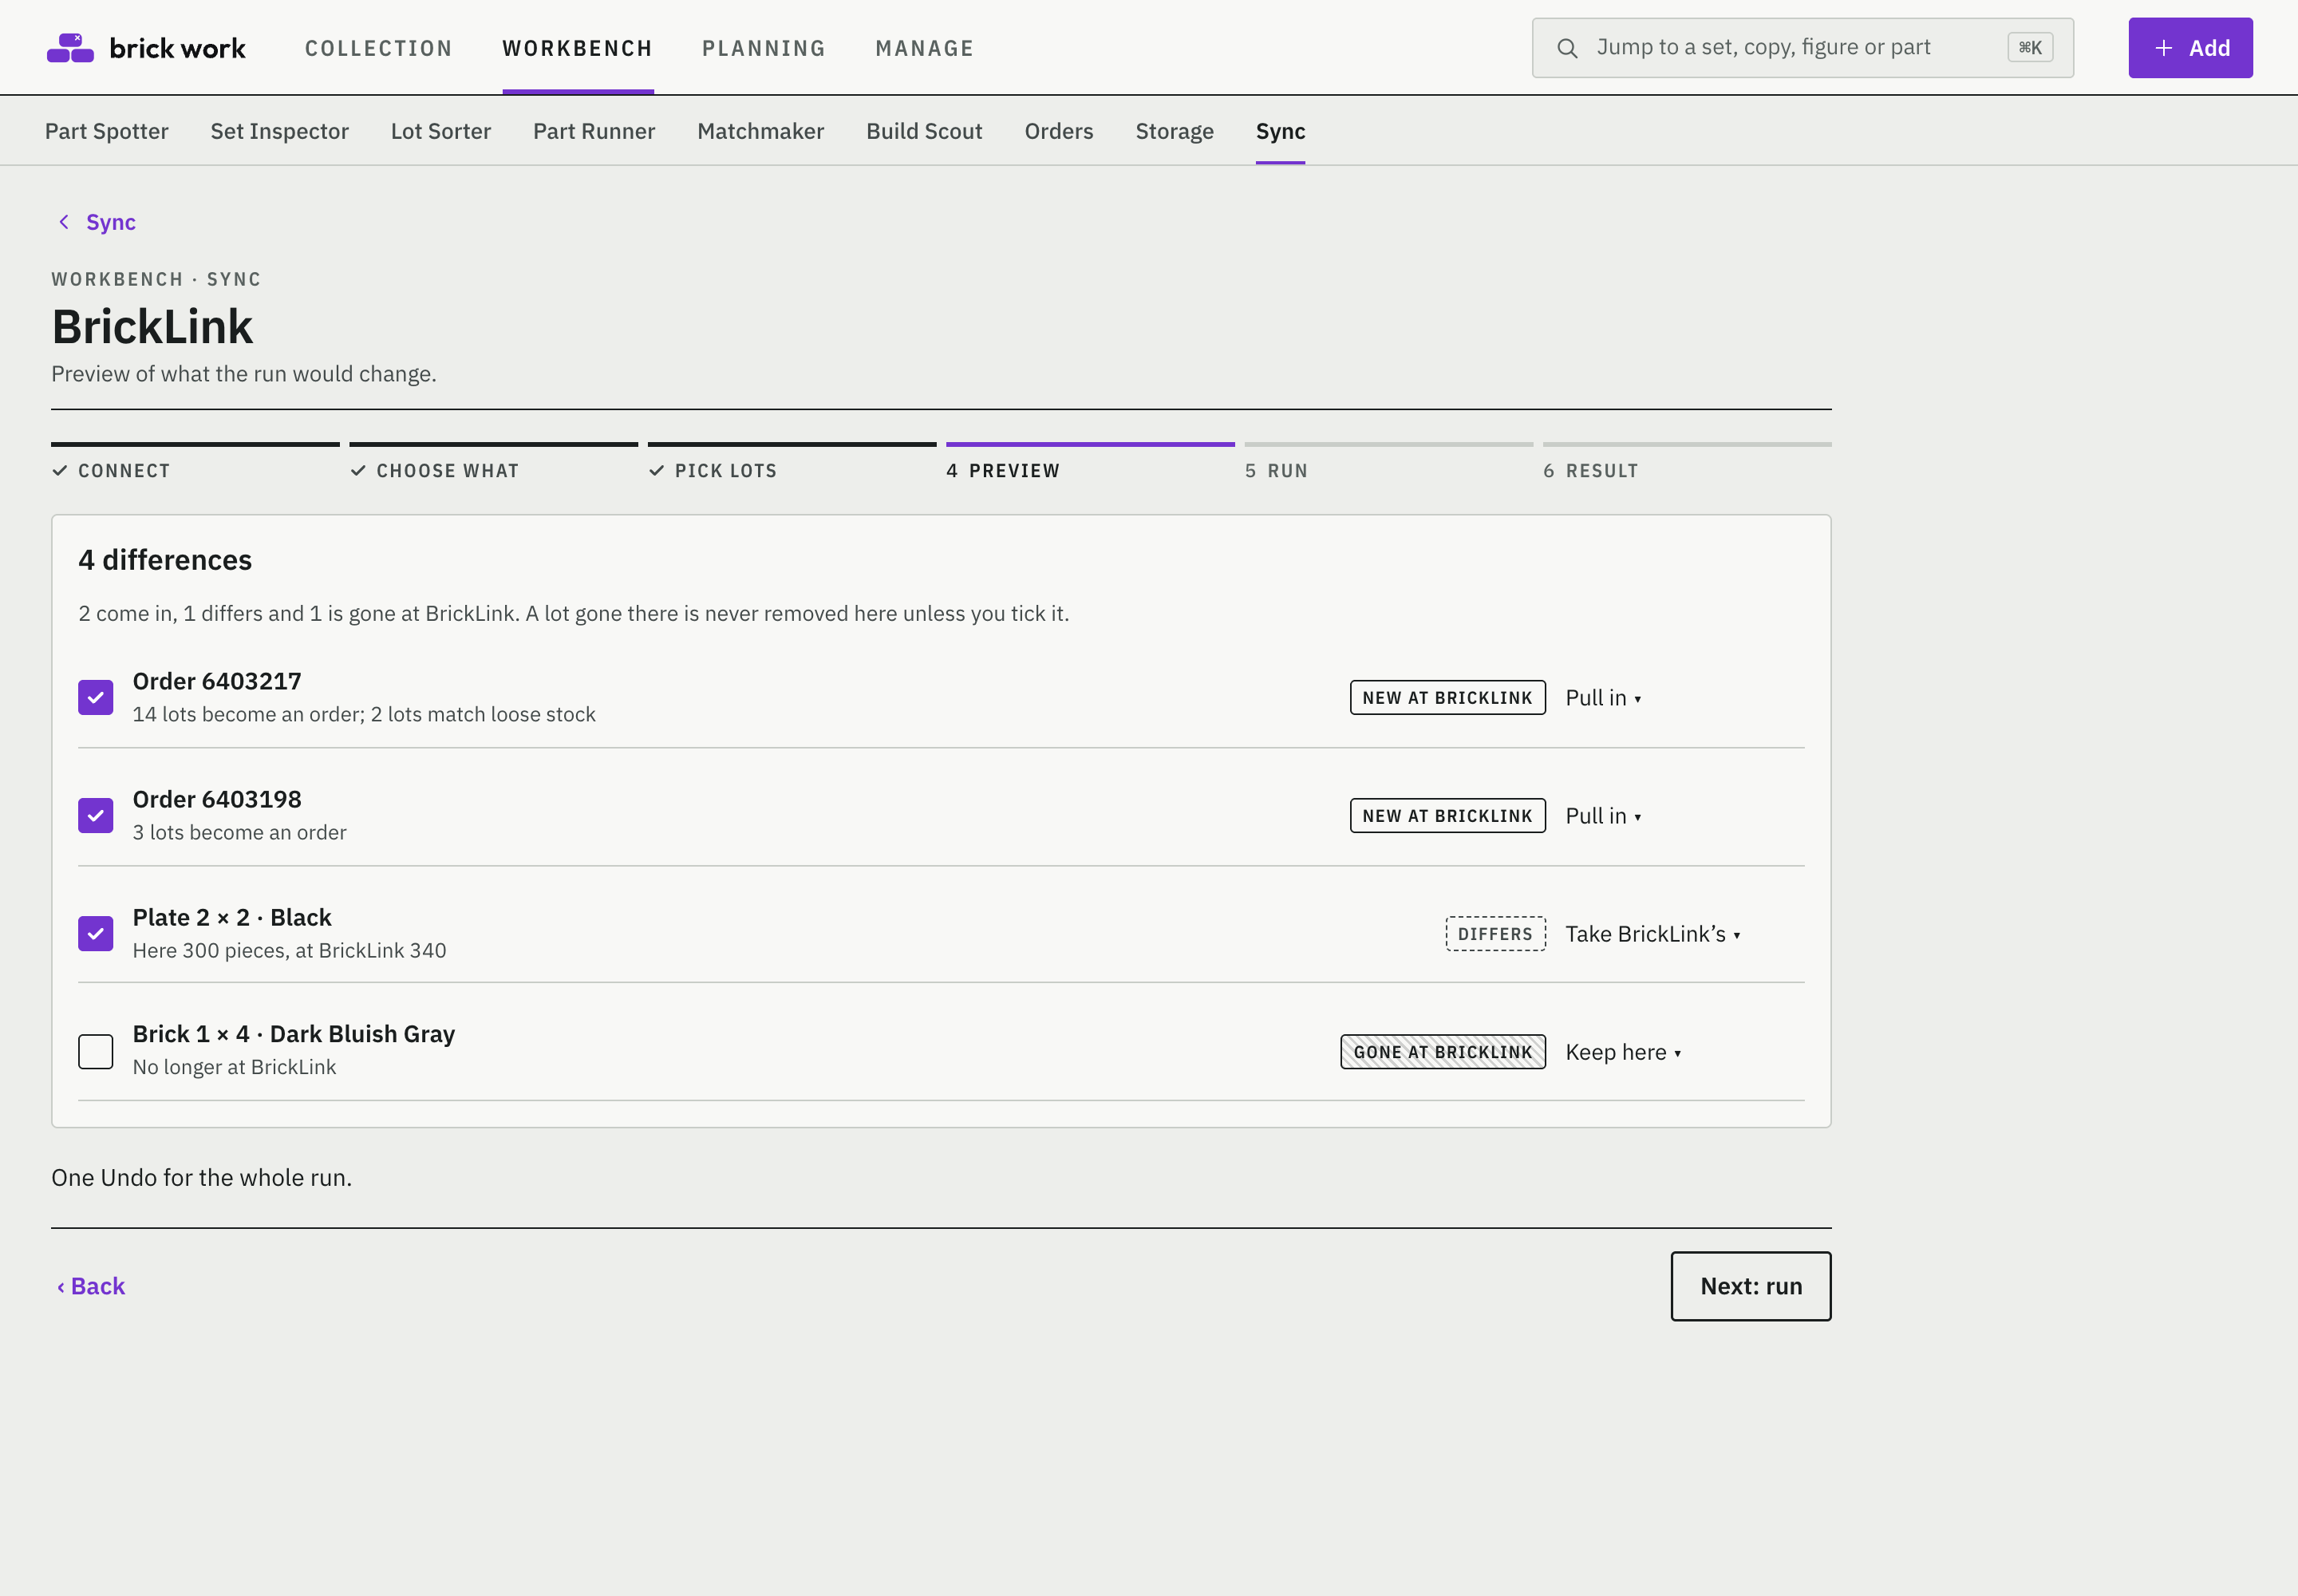 brick work
COLLECTION WORKBENCH PLANNING MANAGE
Jump to a set, copy, figure or part ⌘K
+ Add
Part Spotter Set Inspector Lot Sorter Part Runner Matchmaker Build Scout Orders Storage Sync
‹ Sync
WORKBENCH · SYNC
BrickLink
Preview of what the run would change.
✓ CONNECT ✓ CHOOSE WHAT ✓ PICK LOTS 4 PREVIEW 5 RUN 6 RESULT
4 differences
2 come in, 1 differs and 1 is gone at BrickLink. A lot gone there is never removed here unless you tick it.
Order 6403217
14 lots become an order; 2 lots match loose stock
NEW AT BRICKLINK Pull in ▾
Order 6403198
3 lots become an order
NEW AT BRICKLINK Pull in ▾
Plate 2 × 2 · Black
Here 300 pieces, at BrickLink 340
DIFFERS Take BrickLink’s ▾
Brick 1 × 4 · Dark Bluish Gray
No longer at BrickLink
GONE AT BRICKLINK Keep here ▾
One Undo for the whole run.
‹ Back
Next: run